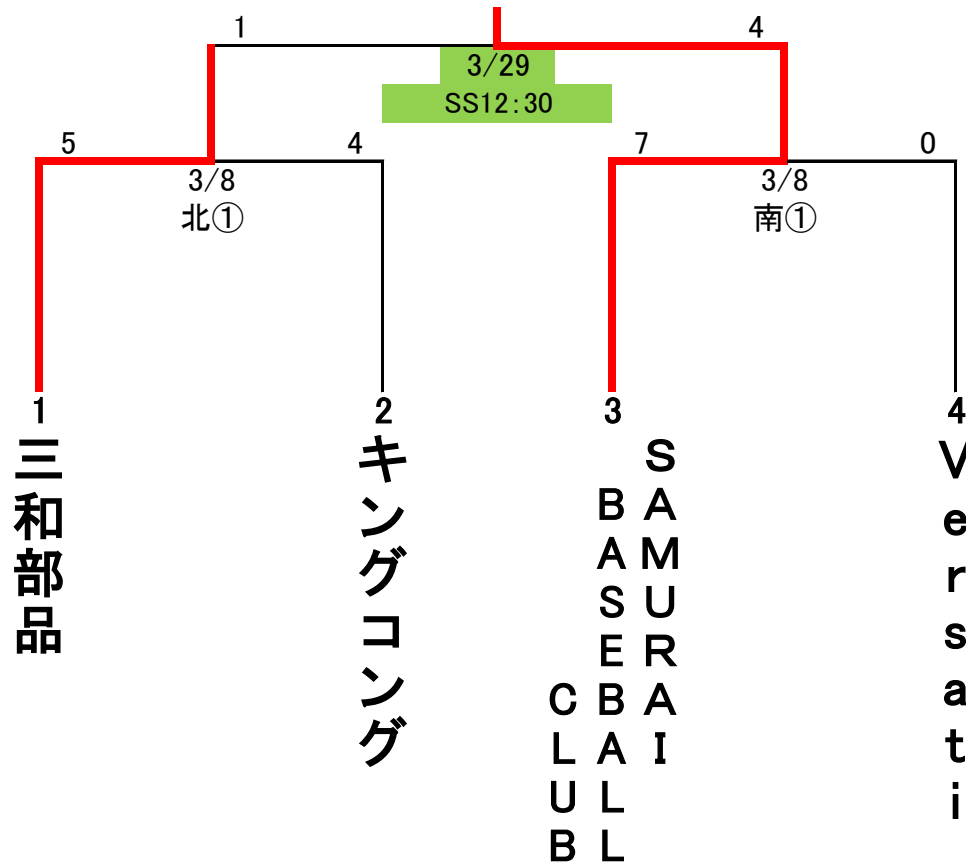 1 4
3/29
SS12:30
5 4 7 0
3/8 3/8
北① 南①
1 2 3 4
三和部品
キングコング
SAMURAI
BASEBALL
CLUB
Versati